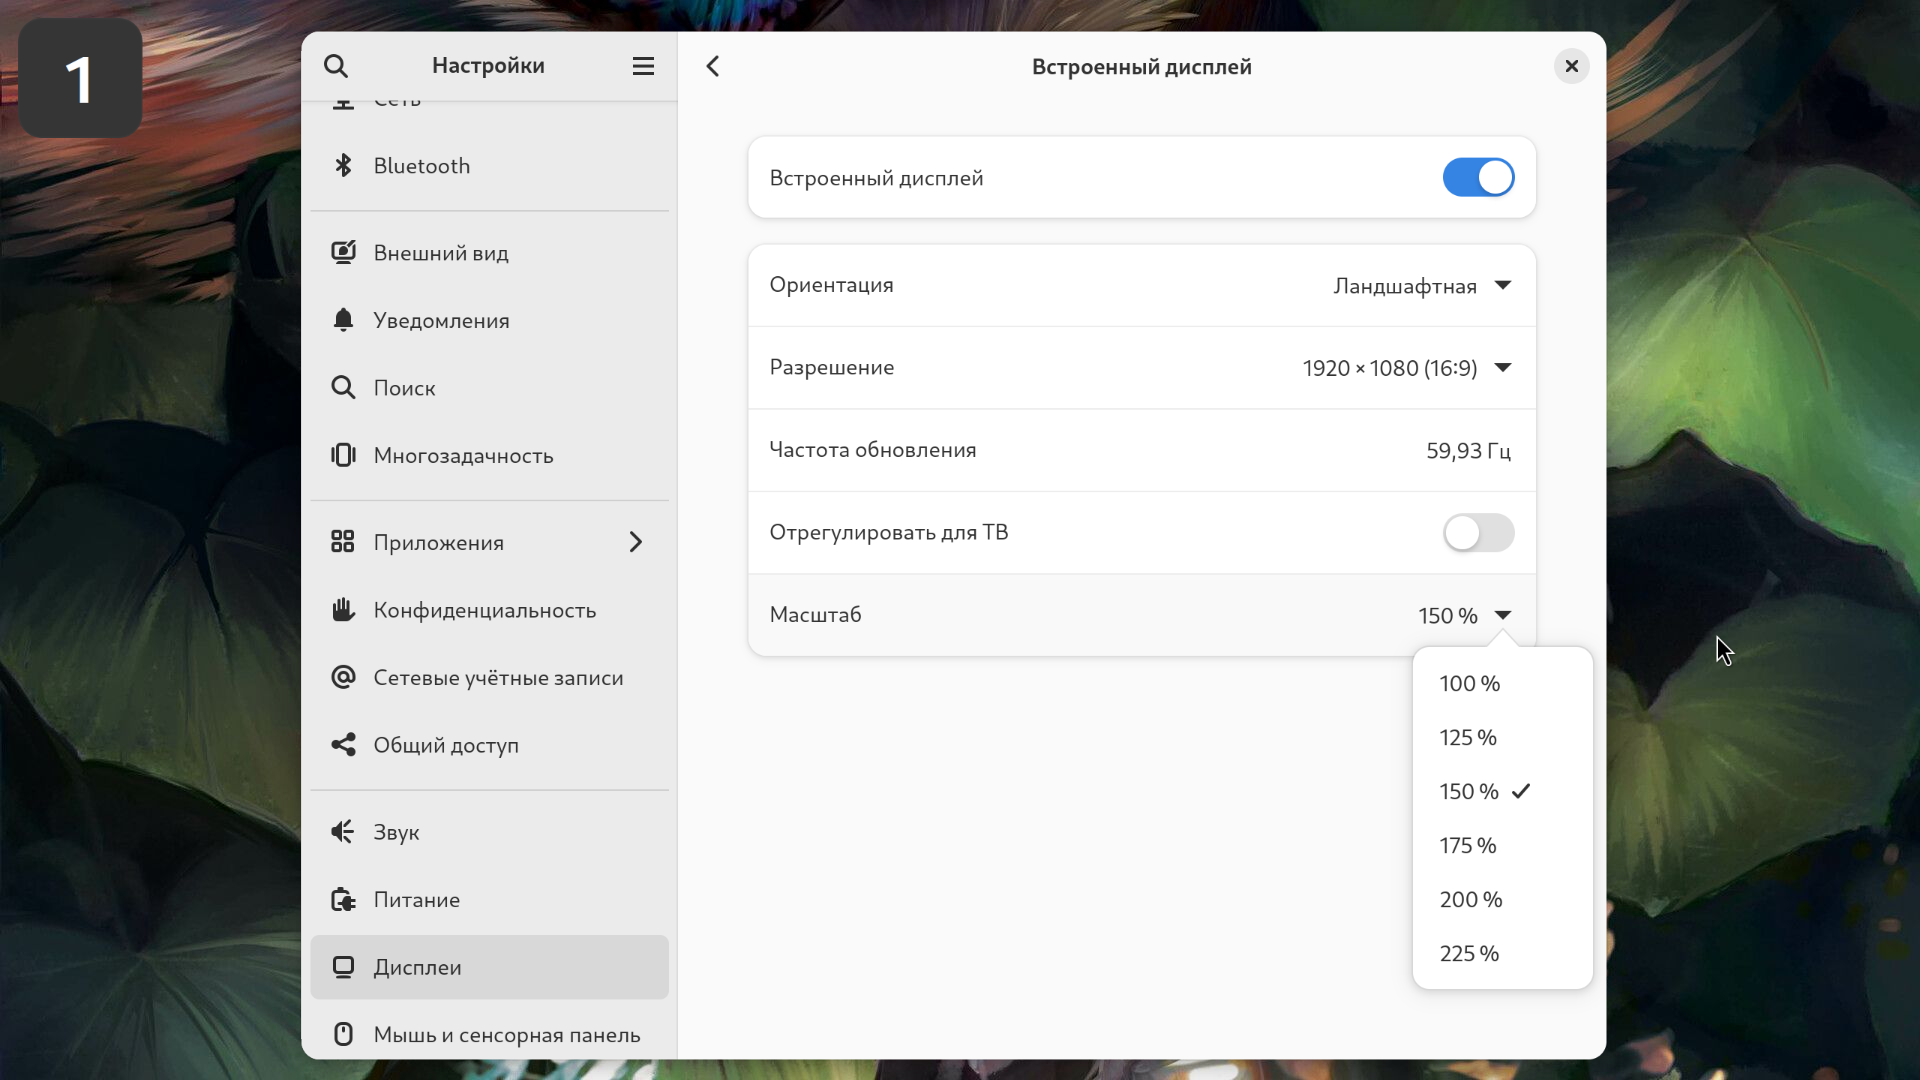 1
Настройки
Сеть
Bluetooth
Внешний вид
Уведомления
Поиск
Многозадачность
Приложения
Конфиденциальность
Сетевые учётные записи
Общий доступ
Звук
Питание
Дисплеи
Мышь и сенсорная панель
Встроенный дисплей
Встроенный дисплей
Ориентация Ландшафтная
Разрешение 1920 × 1080 (16:9)
Частота обновления 59,93 Гц
Отрегулировать для ТВ
Масштаб 150 %
100 %
125 %
150 %
175 %
200 %
225 %